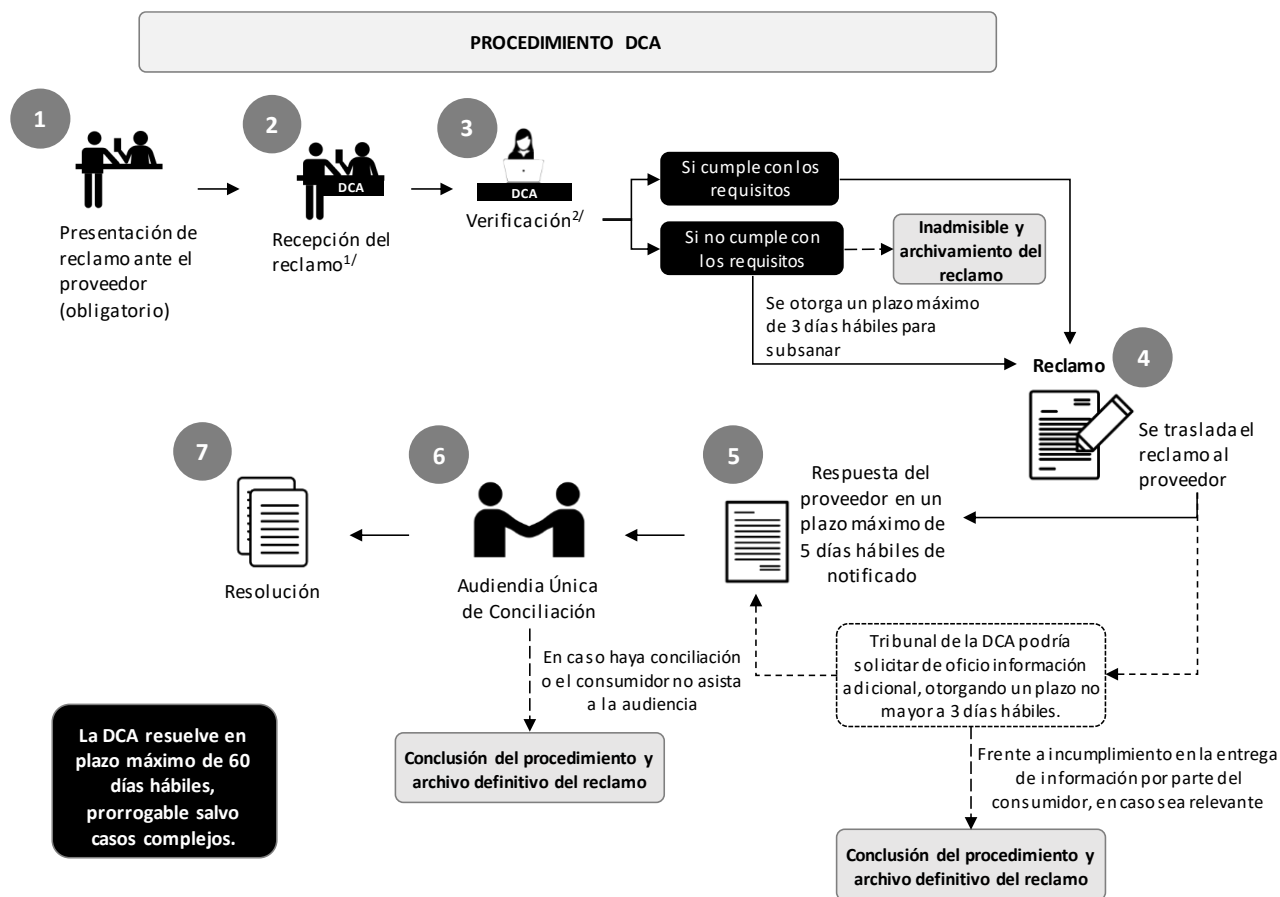 PROCEDIMIENTO DCA
1
Presentación de
reclamo ante el
proveedor
(obligatorio)
2
DCA
Recepción del
reclamo1/
3
DCA
Verificación2/
Si cumple con los
requisitos
Si no cumple con
los requisitos
Inadmisible y
archivamiento del
reclamo
Se otorga un plazo máximo
de 3 días hábiles para
subsanar
4
Reclamo
Se traslada el
reclamo al
proveedor
5
Respuesta del
proveedor en un
plazo máximo de
5 días hábiles de
notificado
Tribunal de la DCA podría
solicitar de oficio información
adicional, otorgando un plazo no
mayor a 3 días hábiles.
Frente a incumplimiento en la entrega
de información por parte del
consumidor, en caso sea relevante
Conclusión del procedimiento y
archivo definitivo del reclamo
6
Audiendia Única
de Conciliación
En caso haya conciliación
o el consumidor no asista
a la audiencia
Conclusión del procedimiento y
archivo definitivo del reclamo
7
Resolución
La DCA resuelve en
plazo máximo de 60
días hábiles,
prorrogable salvo
casos complejos.